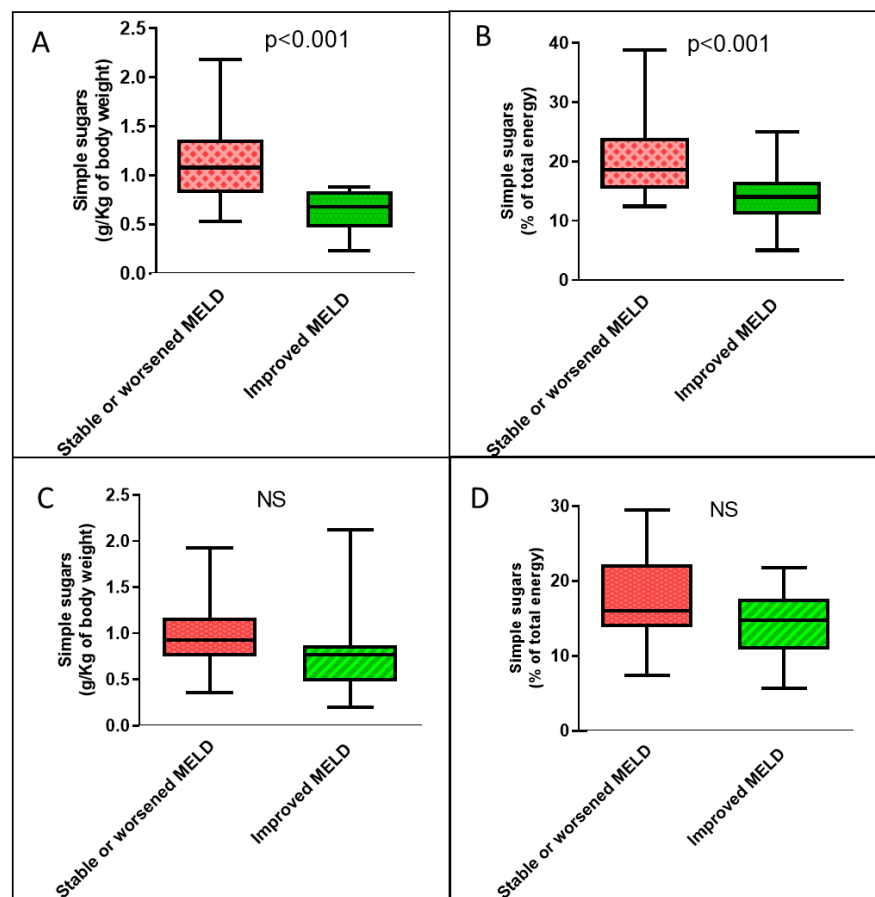 A
p<0.001
Simple sugars
(g/Kg of body weight)
2.5
2.0
1.5
1.0
0.5
0.0
Stable or worsened MELD
Improved MELD
B
p<0.001
Simple sugars
(% of total energy)
40
30
20
10
0
Stable or worsened MELD
Improved MELD
C
NS
Simple sugars
(g/Kg of body weight)
2.5
2.0
1.5
1.0
0.5
0.0
Stable or worsened MELD
Improved MELD
D
NS
Simple sugars
(% of total energy)
30
20
10
0
Stable or worsened MELD
Improved MELD